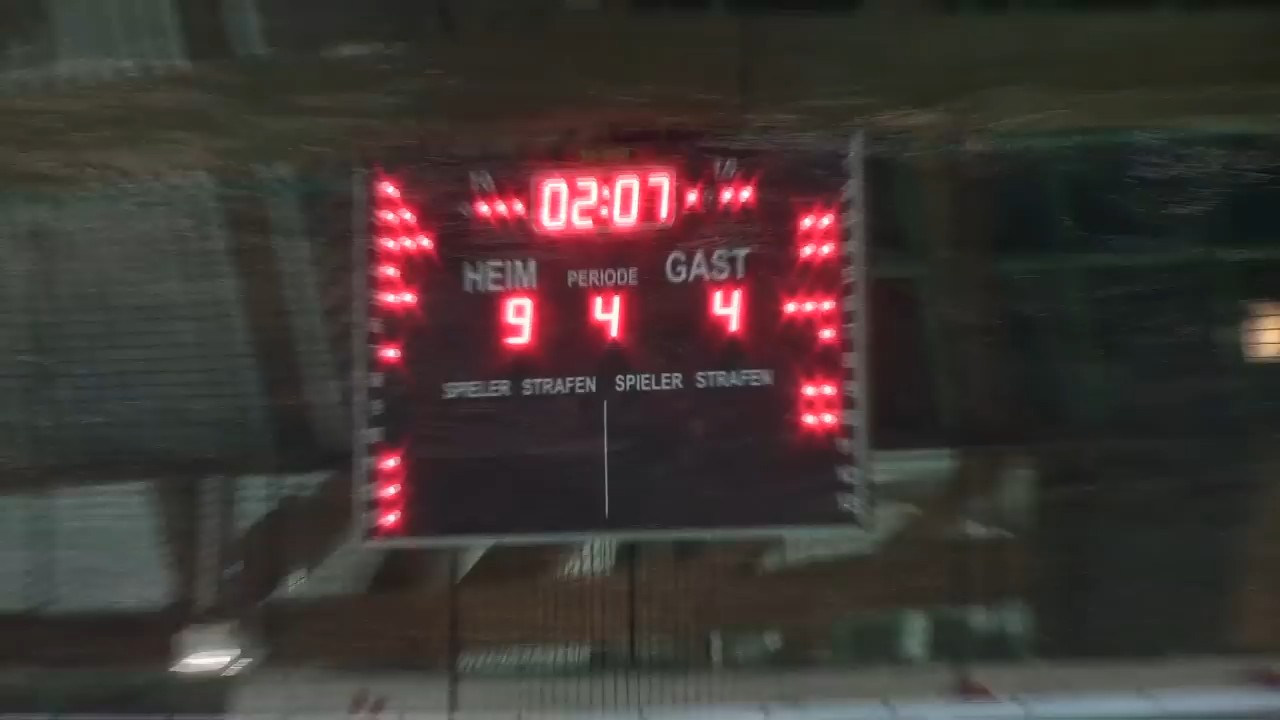 02:07
HEIM PERIODE GAST
9 4 4
SPIELER STRAFEN SPIELER STRAFEN